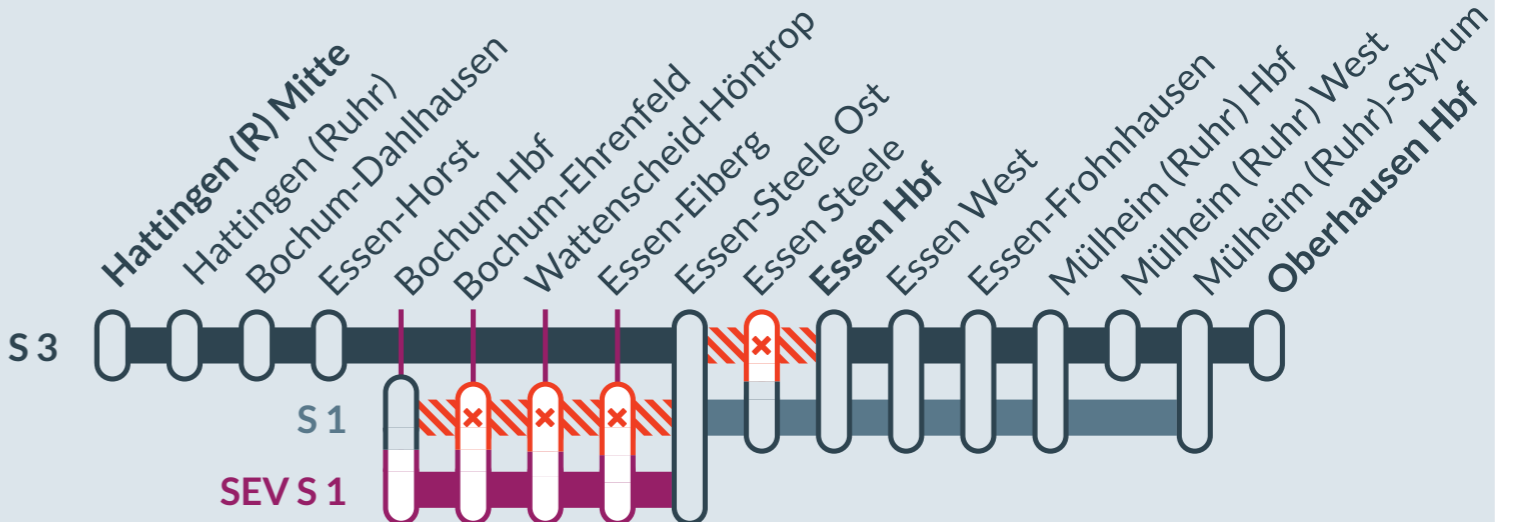 Hattingen (R) Mitte
Hattingen (Ruhr)
Bochum-Dahlhausen
Essen-Horst
Bochum Hbf
Bochum-Ehrenfeld
Wattenscheid-Höntrop
Essen-Eiberg
Essen-Steele Ost
Essen Steele
Essen Hbf
Essen West
Essen-Frohnhausen
Mülheim (Ruhr) Hbf
Mülheim (Ruhr) West
Mülheim (Ruhr)-Styrum
Oberhausen Hbf
S 3
S 1
SEV S 1